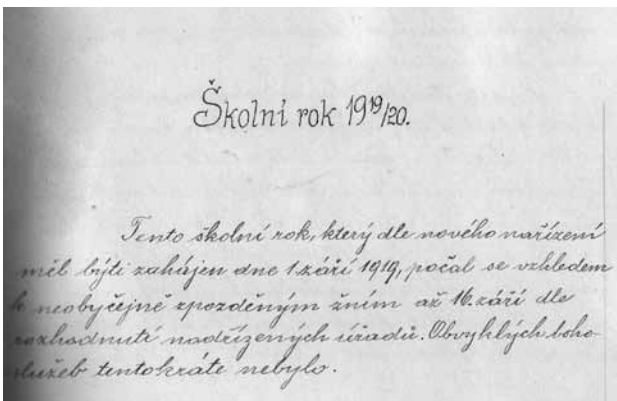 Školní rok 1919/20.
Tento školní rok, který dle nového nařízení
měl býti zahájen dne 1. září 1919, počal se vzhledem
k neobyčejně zpozděným žním až 16. září dle
rozhodnutí nadřízených úřadů. Obvyklých boho-
služeb tentokráte nebylo.